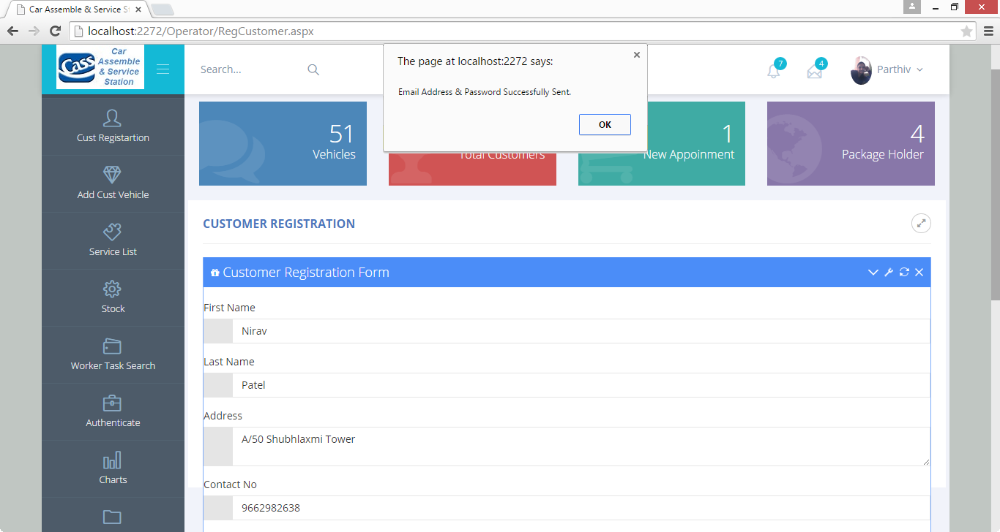 Car Assemble & Service St
localhost:2272/Operator/RegCustomer.aspx
Cass
Car
Assemble
& Service
Station
Search...
The page at localhost:2272 says:
Email Address & Password Successfully Sent.
OK
7
4
Parthiv
Cust Registartion
Add Cust Vehicle
Service List
Stock
Worker Task Search
Authenticate
Charts
51
Vehicles
Total Customers
1
New Appoinment
4
Package Holder
CUSTOMER REGISTRATION
Customer Registration Form
First Name
Nirav
Last Name
Patel
Address
A/50 Shubhlaxmi Tower
Contact No
9662982638